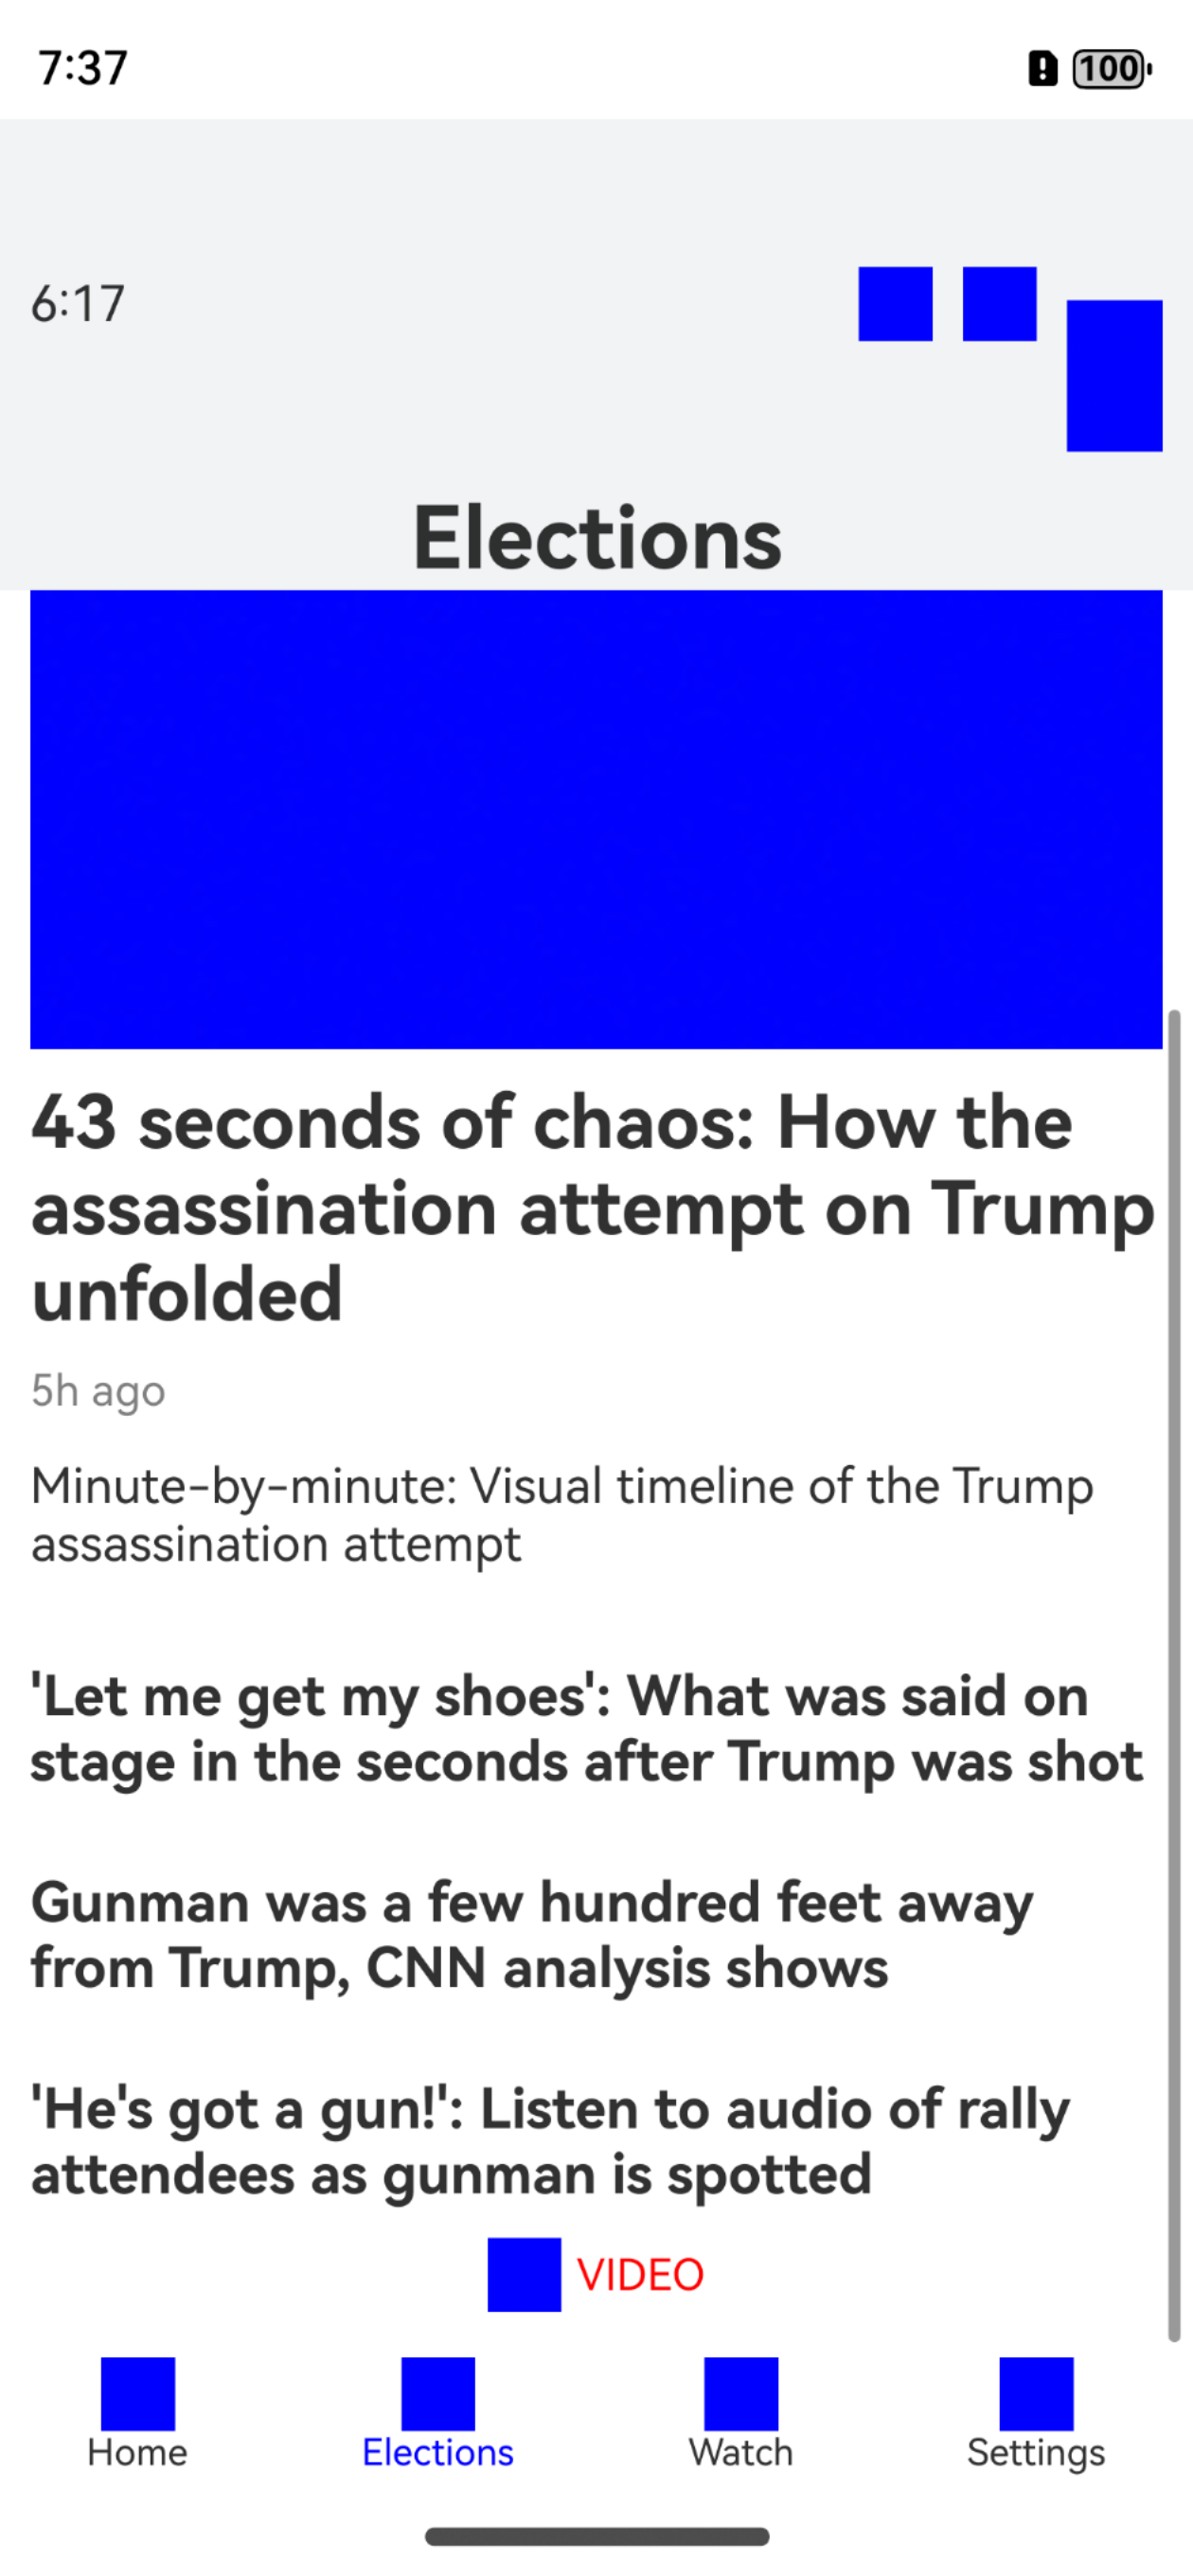 7:37
100
6:17
Elections
43 seconds of chaos: How the
assassination attempt on Trump
unfolded
5h ago
Minute-by-minute: Visual timeline of the Trump
assassination attempt
'Let me get my shoes': What was said on
stage in the seconds after Trump was shot
Gunman was a few hundred feet away
from Trump, CNN analysis shows
'He's got a gun!': Listen to audio of rally
attendees as gunman is spotted
VIDEO
Home
Elections
Watch
Settings